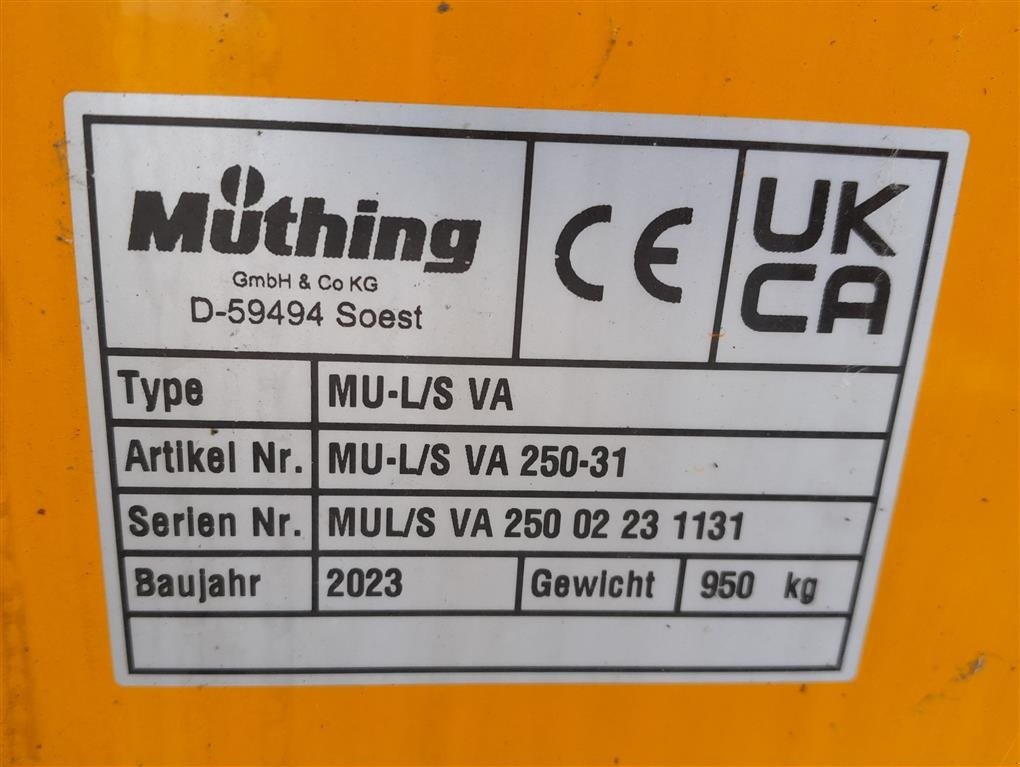 Müthing
GmbH & Co KG
D-59494 Soest
CE
UK
CA
Type MU-L/S VA
Artikel Nr. MU-L/S VA 250-31
Serien Nr. MUL/S VA 250 02 23 1131
Baujahr 2023 Gewicht 950 kg